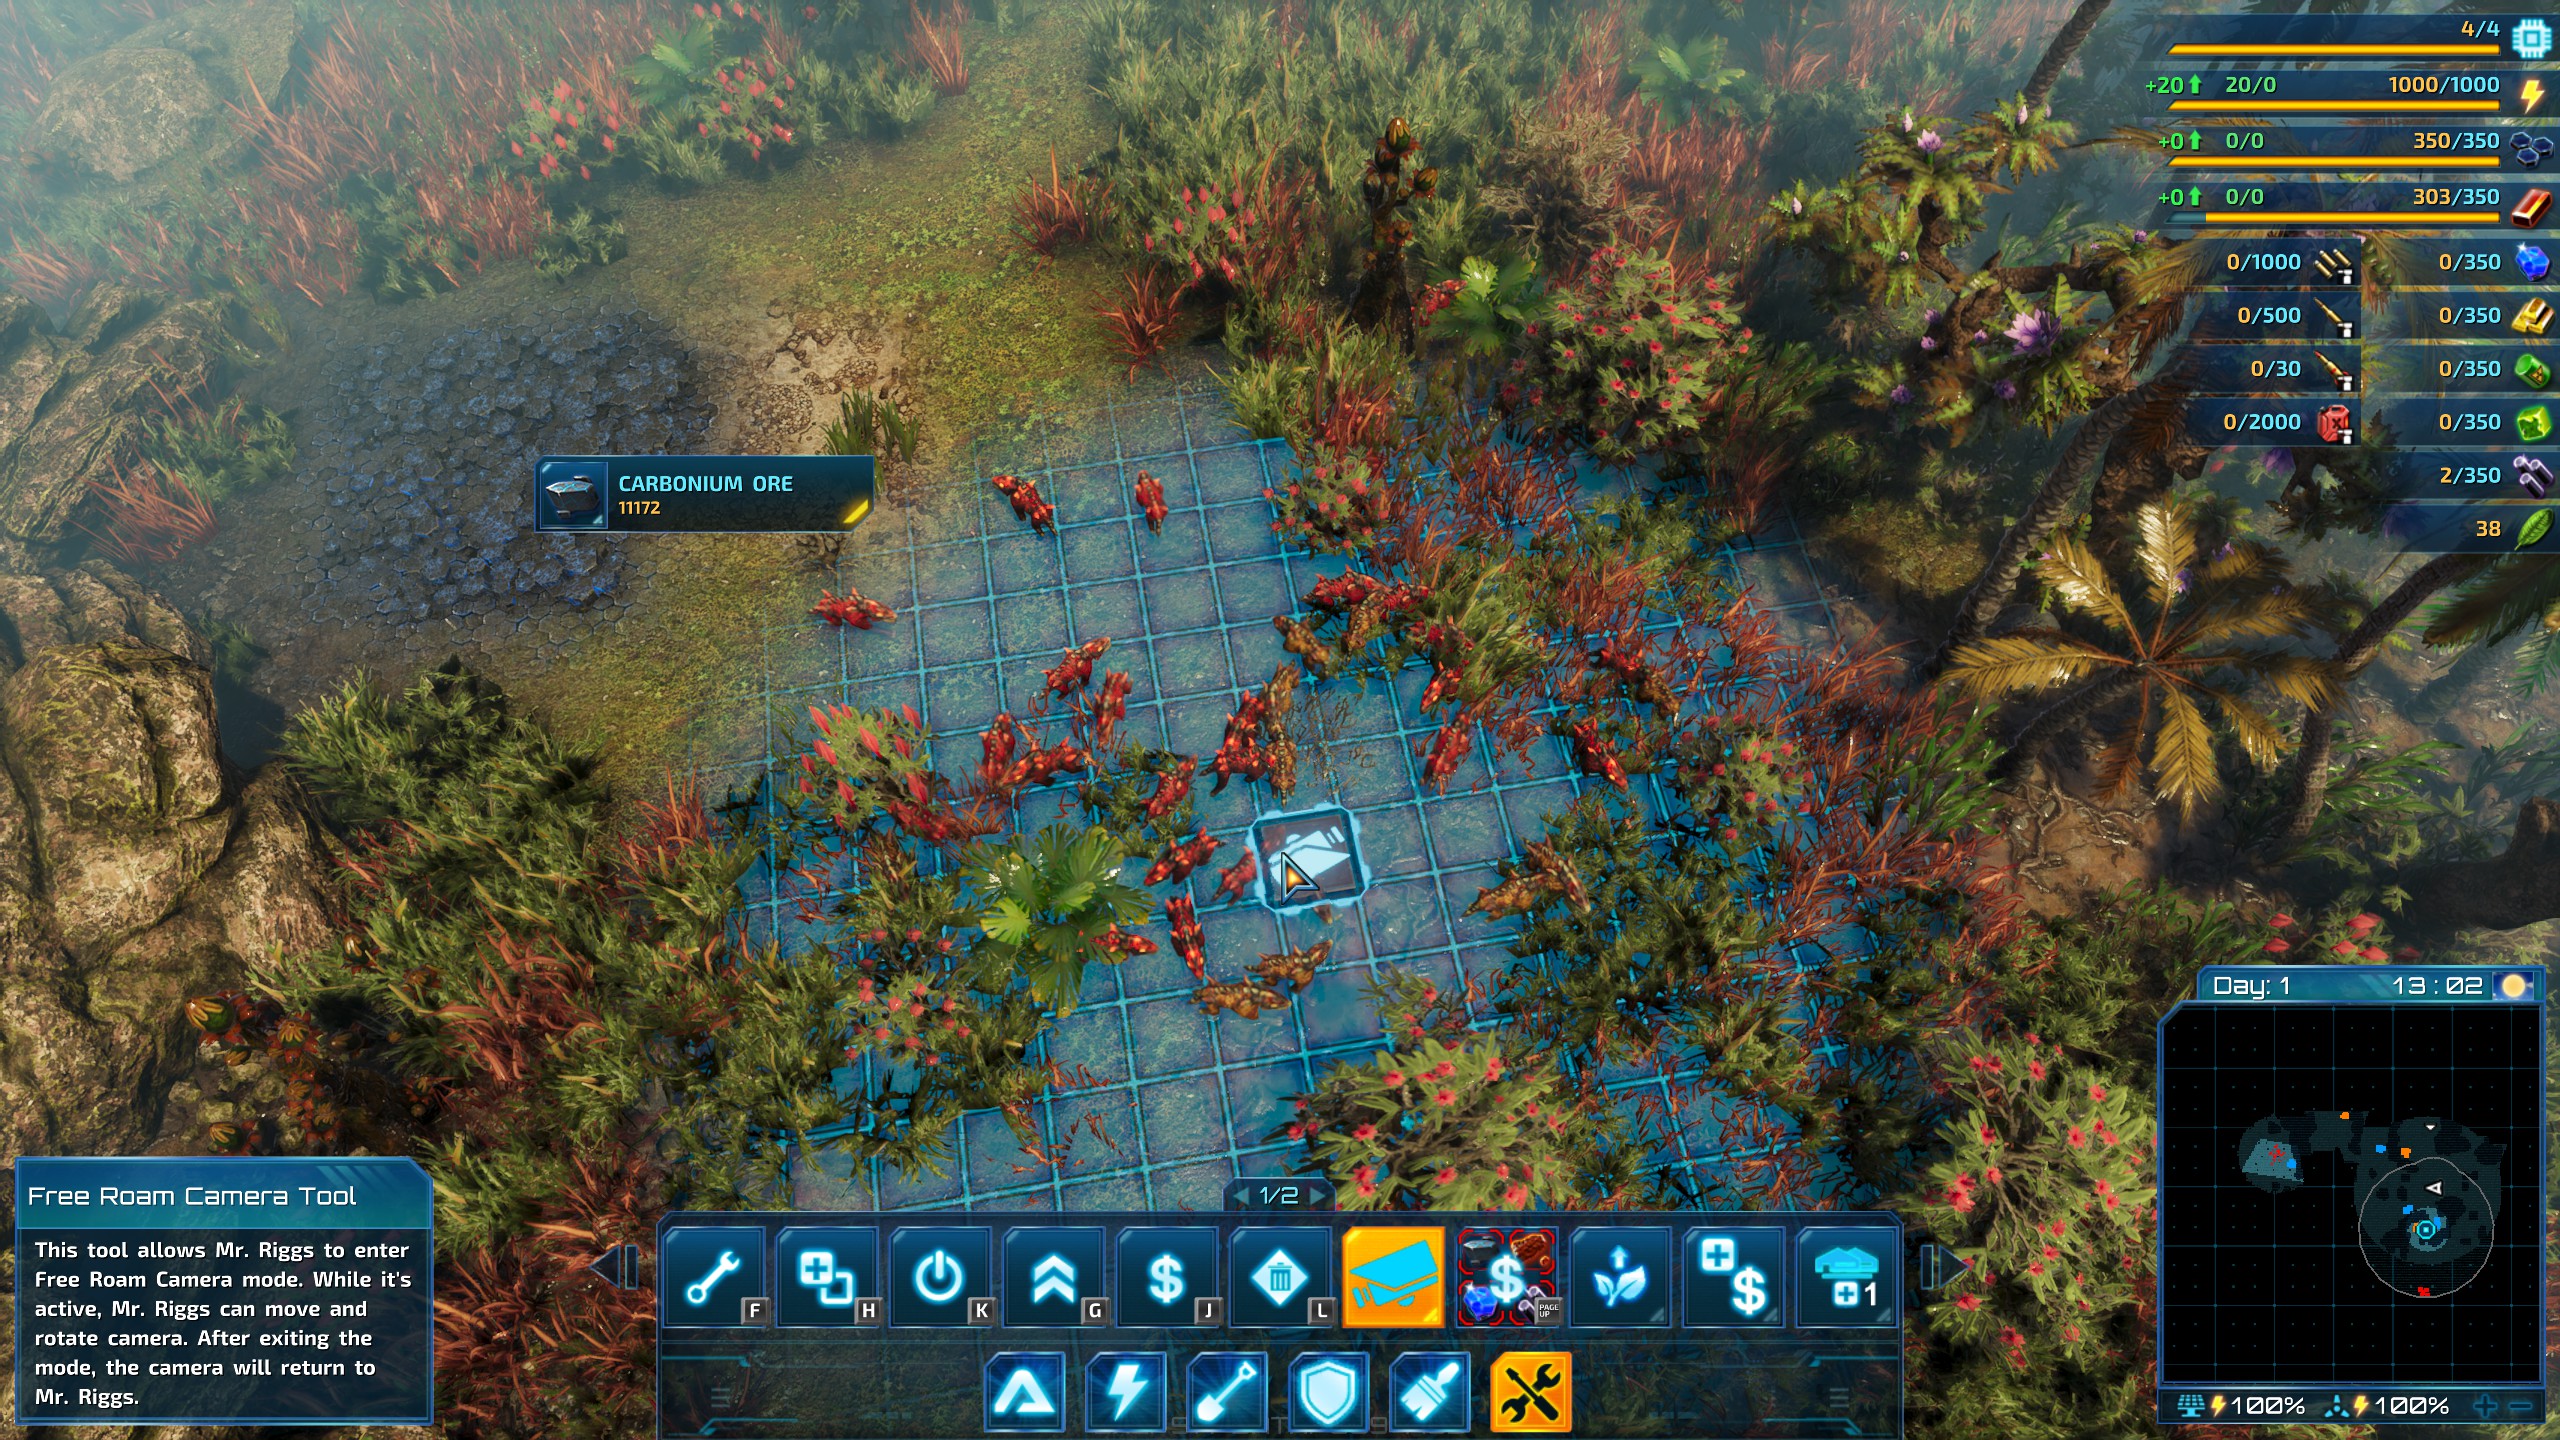 4/4
+20 20/0 1000/1000
+0 0/0 350/350
+0 0/0 303/350
0/1000 0/350
0/500 0/350
0/30 0/350
0/2000 0/350
2/350
38
CARBONIUM ORE
11172
Day: 1 13:02
Free Roam Camera Tool
This tool allows Mr. Riggs to enter
Free Roam Camera mode. While it's
active, Mr. Riggs can move and
rotate camera. After exiting the
mode, the camera will return to
Mr. Riggs.
1/2
F H K G J L PAGE UP 1
100% 100%